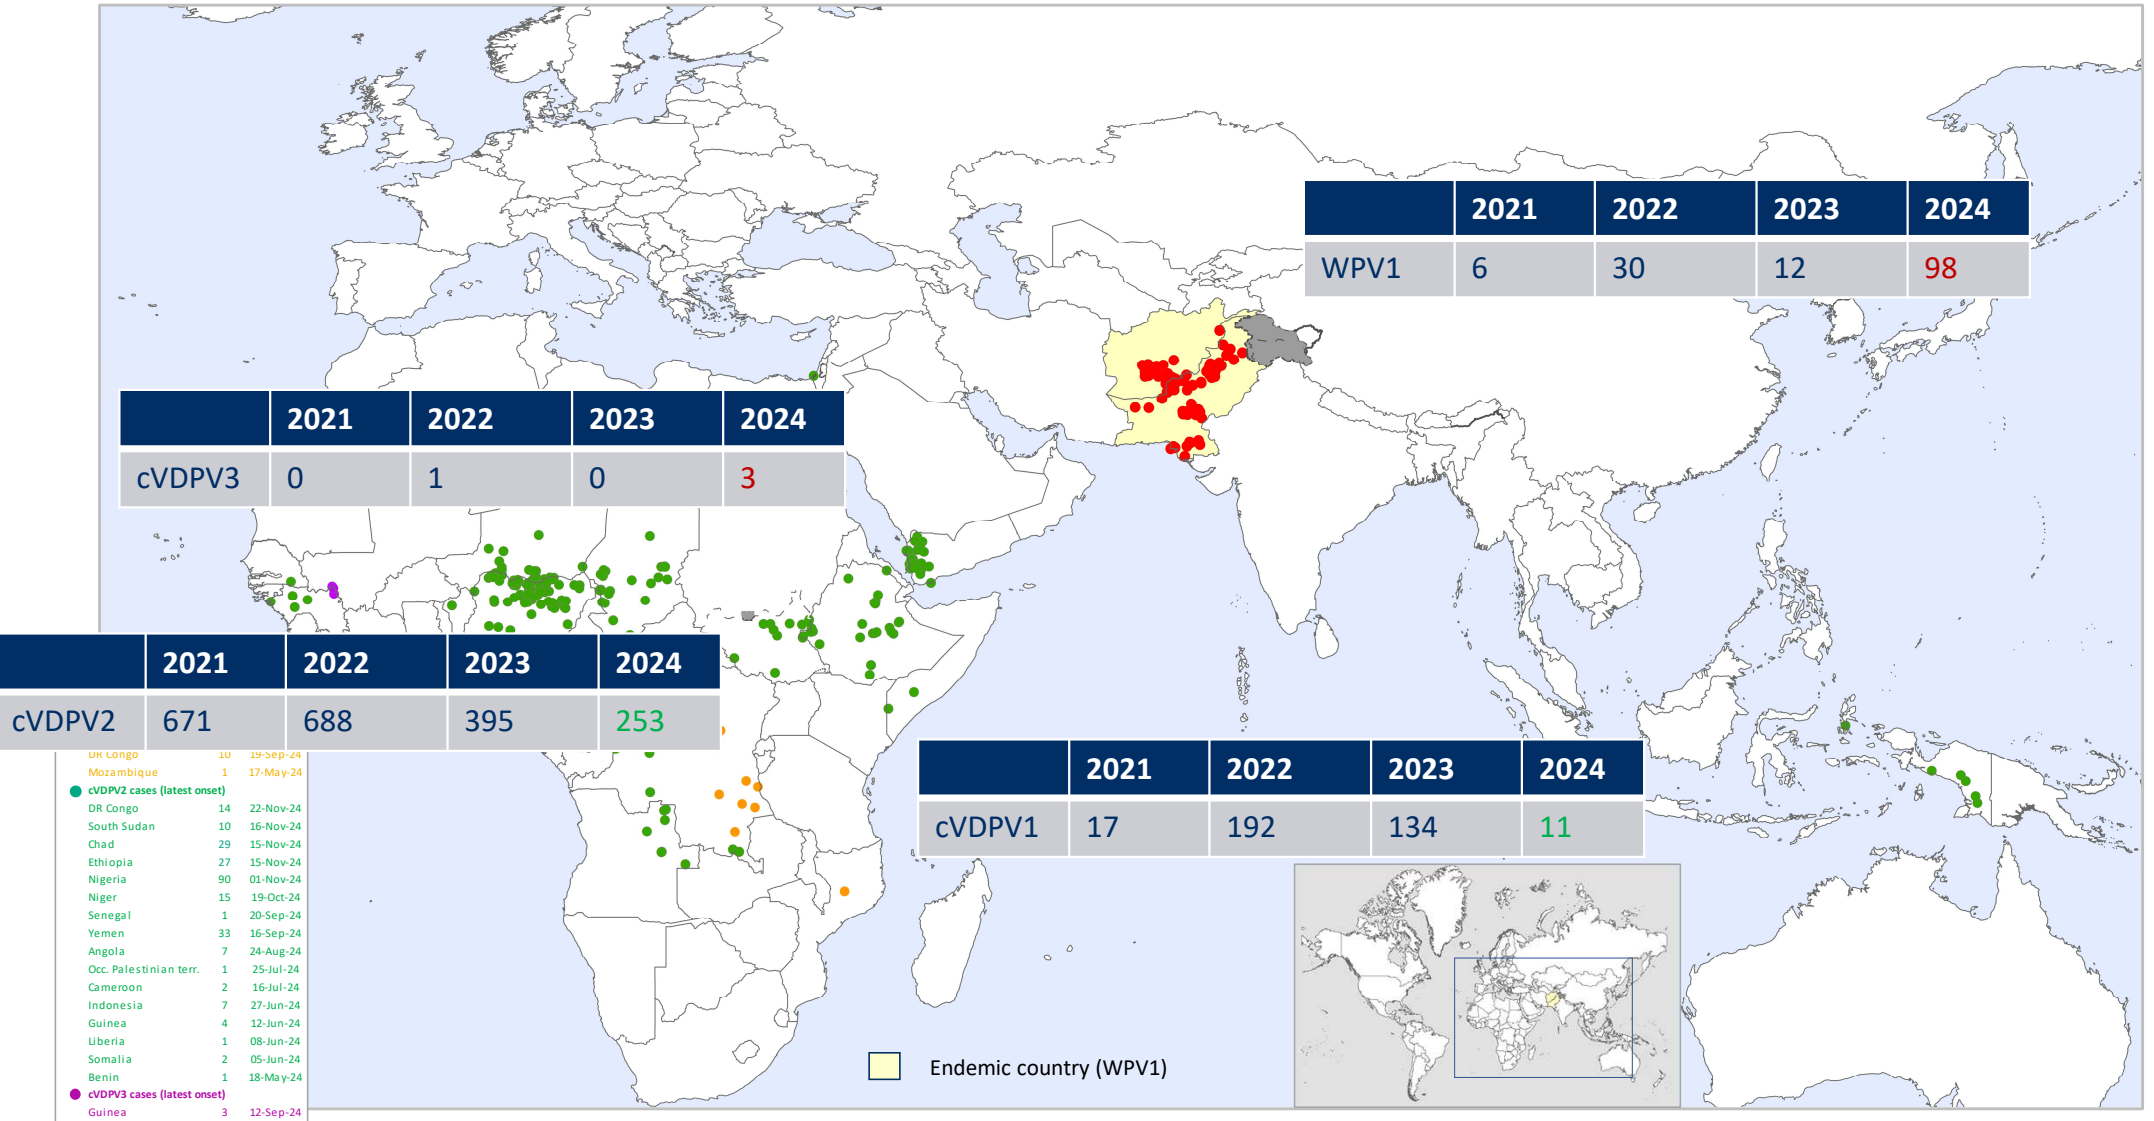 2021 2022 2023 2024
WPV1 6 30 12 98
2021 2022 2023 2024
cVDPV3 0 1 0 3
2021 2022 2023 2024
cVDPV2 671 688 395 253
2021 2022 2023 2024
cVDPV1 17 192 134 11
DR Congo 10 19-Sep-24
Mozambique 1 17-May-24
cVDPV2 cases (latest onset)
DR Congo 14 22-Nov-24
South Sudan 10 16-Nov-24
Chad 29 15-Nov-24
Ethiopia 27 15-Nov-24
Nigeria 90 01-Nov-24
Niger 15 19-Oct-24
Senegal 1 20-Sep-24
Yemen 33 16-Sep-24
Angola 7 24-Aug-24
Occ. Palestinian terr. 1 25-Jul-24
Cameroon 2 16-Jul-24
Indonesia 7 27-Jun-24
Guinea 4 12-Jun-24
Liberia 1 08-Jun-24
Somalia 2 05-Jun-24
Benin 1 18-May-24
cVDPV3 cases (latest onset)
Guinea 3 12-Sep-24
Endemic country (WPV1)